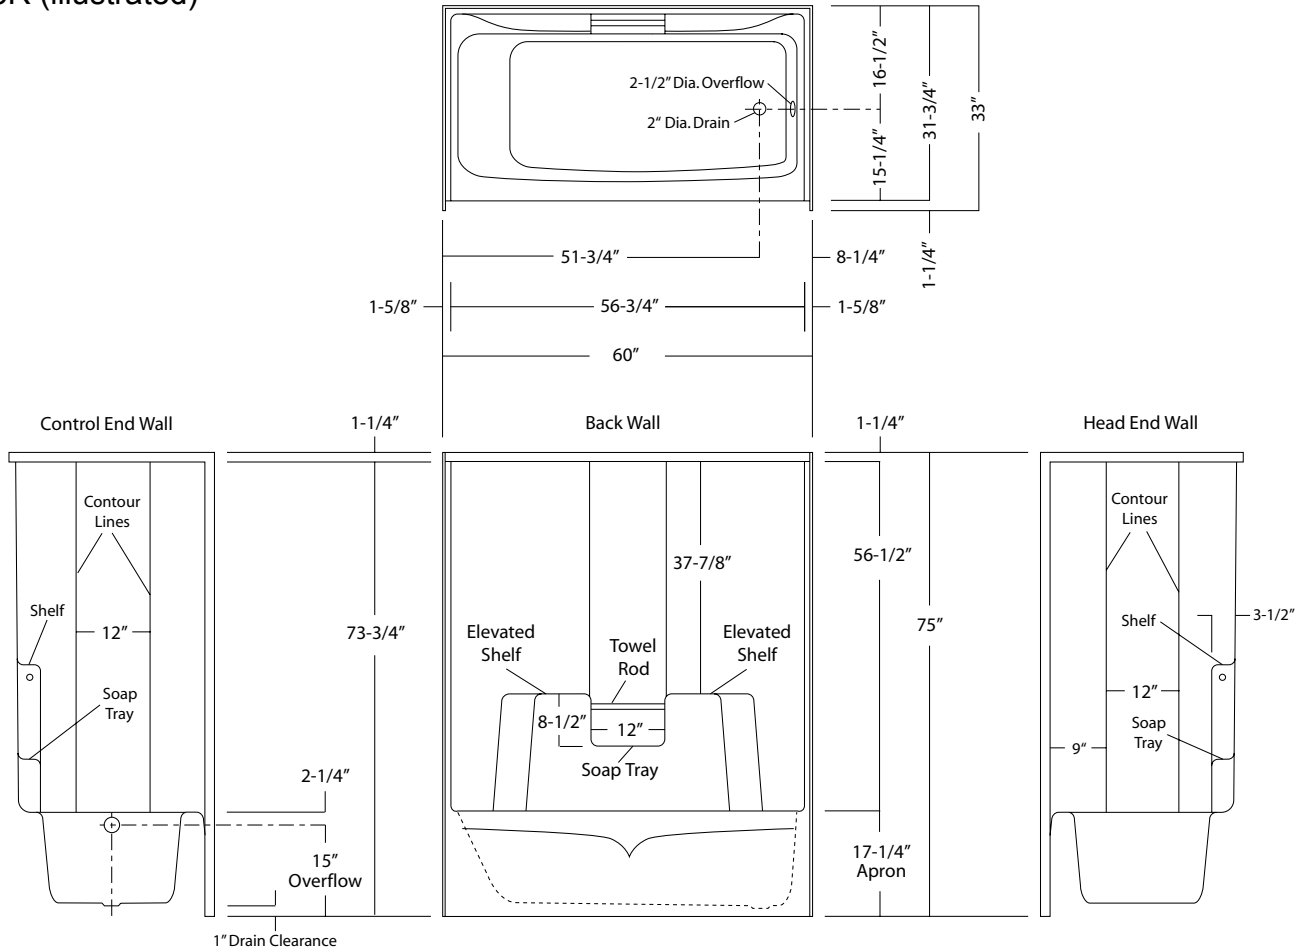 (illustrated)
2-1/2" Dia. Overflow
2" Dia. Drain
16-1/2"
15-1/4"
31-3/4"
33"
1-1/4"
51-3/4"
8-1/4"
1-5/8"
56-3/4"
1-5/8"
60"
Control End Wall
1-1/4"
Back Wall
1-1/4"
Head End Wall
Contour
Lines
Shelf
12"
Soap
Tray
73-3/4"
2-1/4"
15"
Overflow
1" Drain Clearance
37-7/8"
Elevated
Shelf
Towel
Rod
Elevated
Shelf
8-1/2"
12"
Soap Tray
56-1/2"
75"
17-1/4"
Apron
Contour
Lines
Shelf
3-1/2"
12"
Soap
Tray
9"